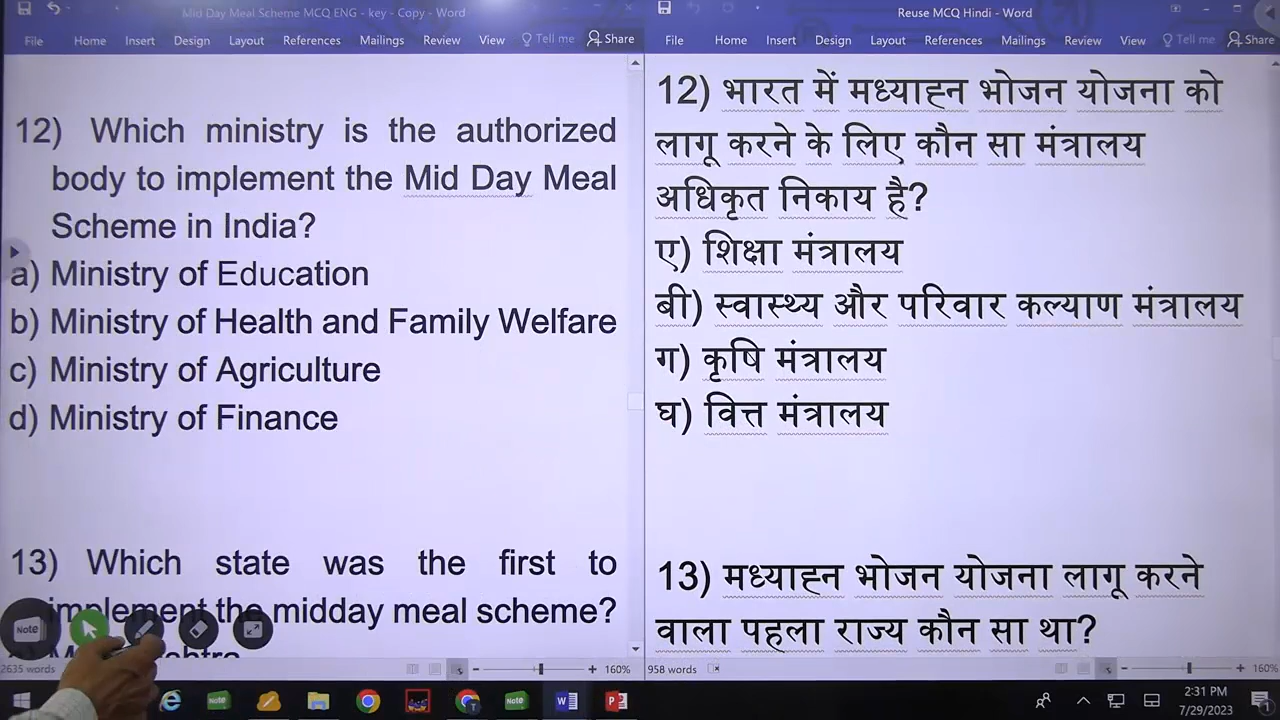 Mid Day Meal Scheme MCQ ENG - key - Copy - Word
File Home Insert Design Layout References Mailings Review View Tell me Share
12) Which ministry is the authorized
body to implement the Mid Day Meal
Scheme in India?
a) Ministry of Education
b) Ministry of Health and Family Welfare
c) Ministry of Agriculture
d) Ministry of Finance
13) Which state was the first to
implement the midday meal scheme?
Note
2635 words
160%
Reuse MCQ Hindi - Word
File Home Insert Design Layout References Mailings Review View Tell me Share
12) भारत में मध्याह्न भोजन योजना को
लागू करने के लिए कौन सा मंत्रालय
अधिकृत निकाय है?
ए) शिक्षा मंत्रालय
बी) स्वास्थ्य और परिवार कल्याण मंत्रालय
ग) कृषि मंत्रालय
घ) वित्त मंत्रालय
13) मध्याह्न भोजन योजना लागू करने
वाला पहला राज्य कौन सा था?
958 words
160%
Note
Note
2:31 PM
7/29/2023